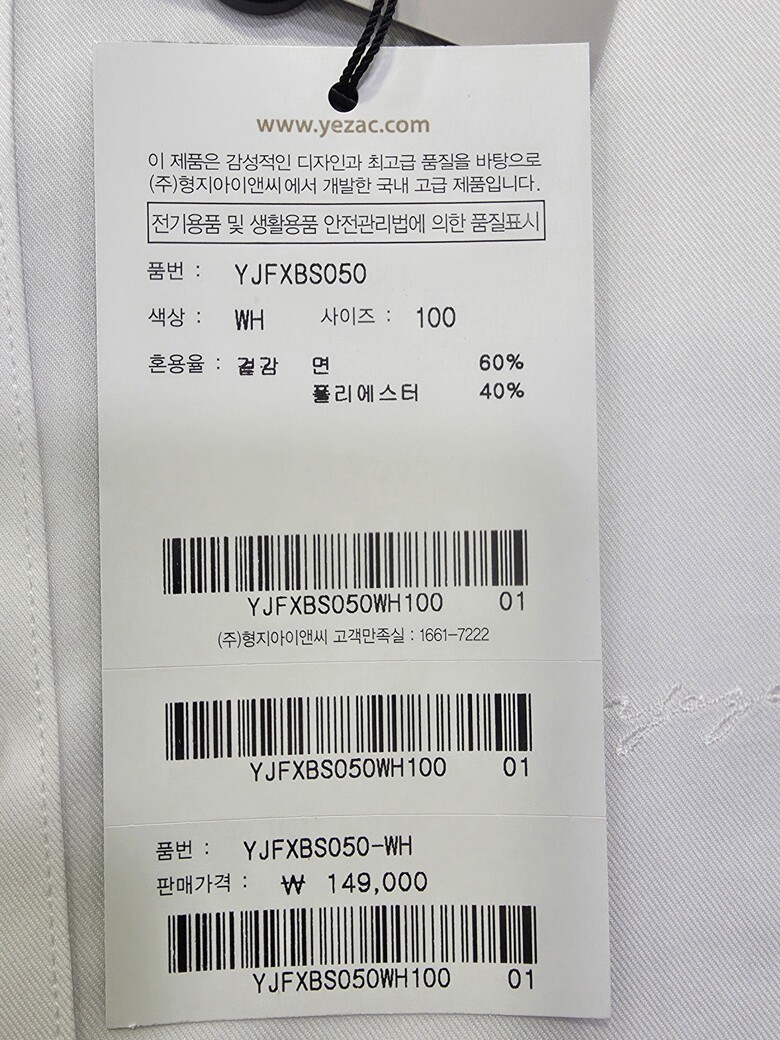 www.yezac.com
이 제품은 감성적인 디자인과 최고급 품질을 바탕으로
(주)형지아이앤씨에서 개발한 국내 고급 제품입니다.
전기용품 및 생활용품 안전관리법에 의한 품질표시
품번 : YJFXBS050
색상 : WH 사이즈 : 100
혼용율 : 겉감 면 60%
폴리에스터 40%
YJFXBS050WH100 01
(주)형지아이앤씨 고객만족실 : 1661-7222
YJFXBS050WH100 01
품번 : YJFXBS050-WH
판매가격 : ₩ 149,000
YJFXBS050WH100 01